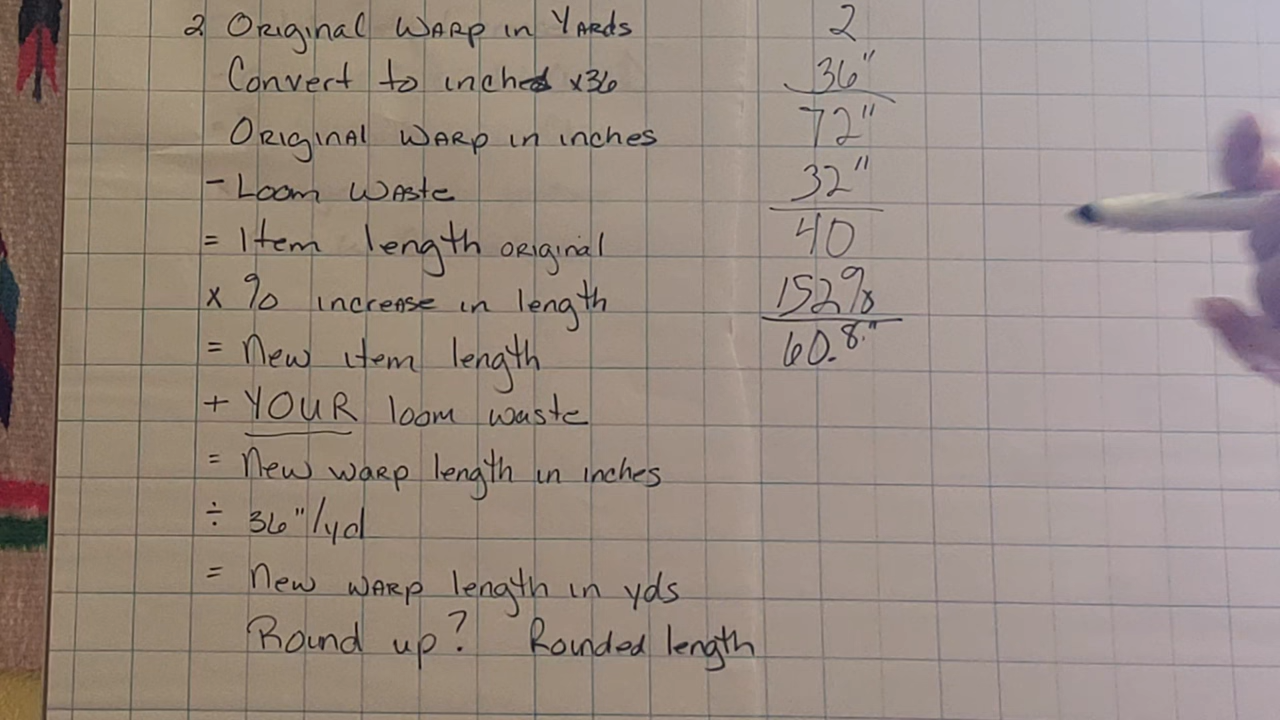 2 Original Warp in Yards 2
Convert to inches x36 36"
Original Warp in inches 72"
- Loom Waste 32"
= Item length original 40
x % increase in length 152%
= New item length 60.8"
+ YOUR loom waste
= New warp length in inches
÷ 36"/yd
= New warp length in yds
Round up? Rounded length